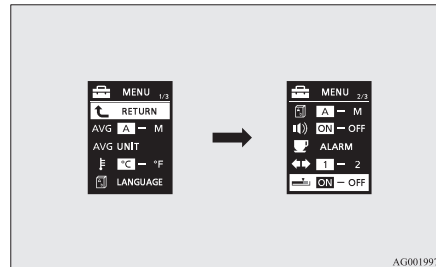 MENU 1/3
RETURN
AVG A – M
AVG UNIT
°C – °F
LANGUAGE
MENU 2/3
A – M
ON – OFF
ALARM
1 – 2
ON – OFF
AG001997